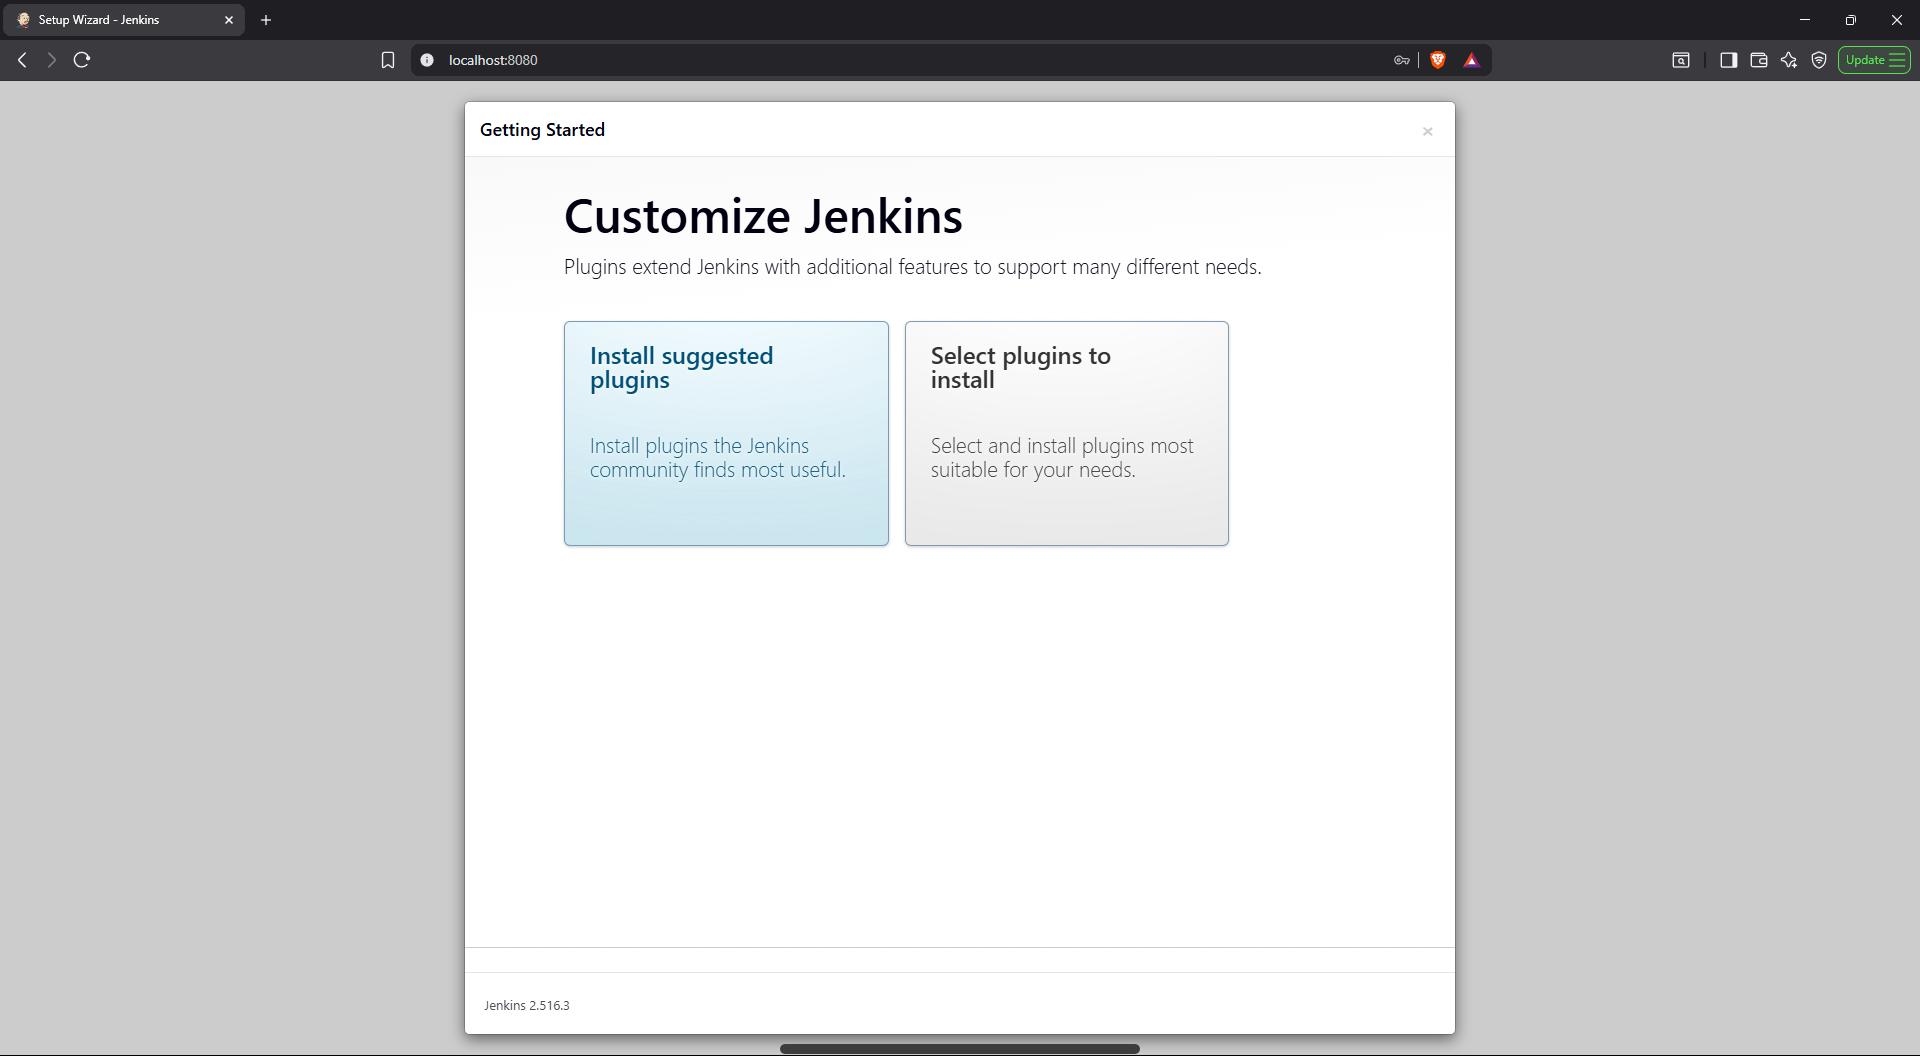 Setup Wizard - Jenkins
localhost:8080
Update
Getting Started
Customize Jenkins
Plugins extend Jenkins with additional features to support many different needs.
Install suggested
plugins
Install plugins the Jenkins
community finds most useful.
Select plugins to
install
Select and install plugins most
suitable for your needs.
Jenkins 2.516.3